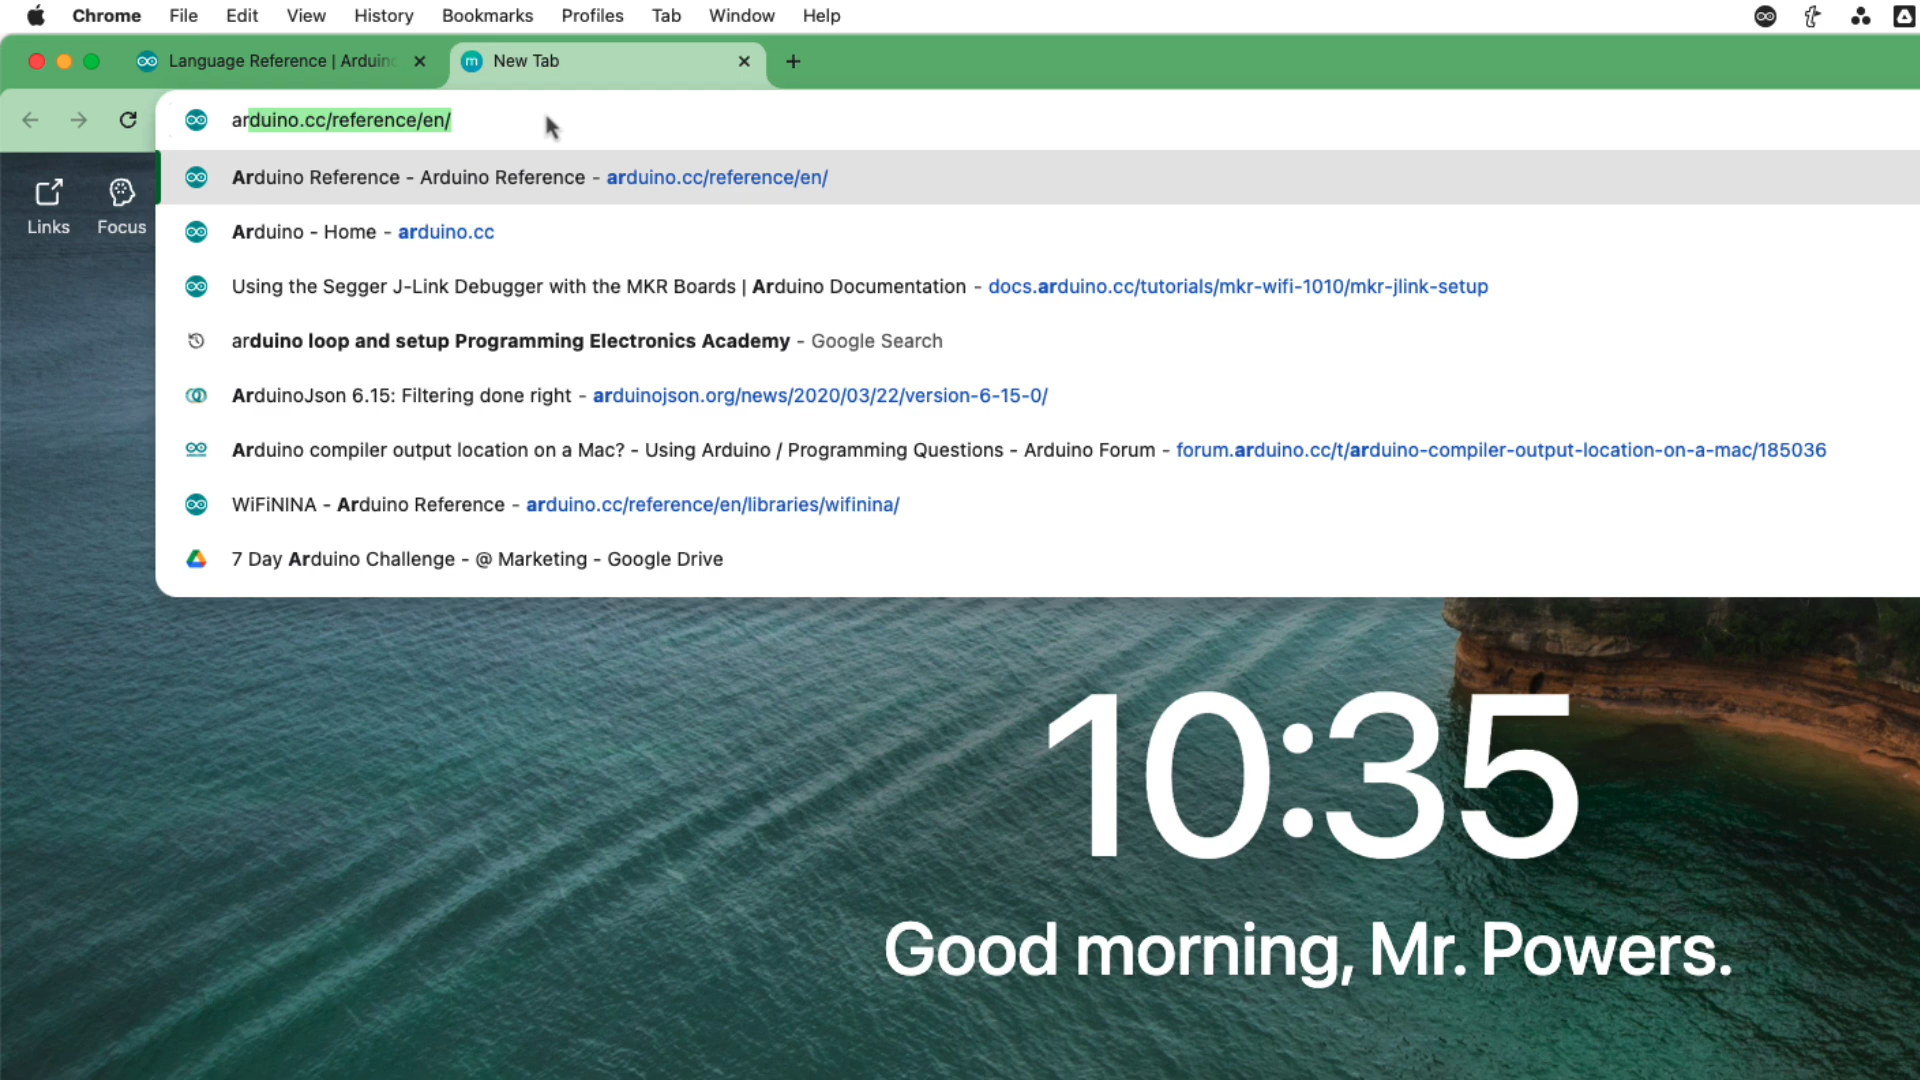 Chrome File Edit View History Bookmarks Profiles Tab Window Help
Language Reference | Arduino
m New Tab
arduino.cc/reference/en/
Arduino Reference - Arduino Reference - arduino.cc/reference/en/
Arduino - Home - arduino.cc
Using the Segger J-Link Debugger with the MKR Boards | Arduino Documentation - docs.arduino.cc/tutorials/mkr-wifi-1010/mkr-jlink-setup
arduino loop and setup Programming Electronics Academy - Google Search
ArduinoJson 6.15: Filtering done right - arduinojson.org/news/2020/03/22/version-6-15-0/
Arduino compiler output location on a Mac? - Using Arduino / Programming Questions - Arduino Forum - forum.arduino.cc/t/arduino-compiler-output-location-on-a-mac/185036
WiFiNINA - Arduino Reference - arduino.cc/reference/en/libraries/wifinina/
7 Day Arduino Challenge - @ Marketing - Google Drive
Links Focus
10:35
Good morning, Mr. Powers.